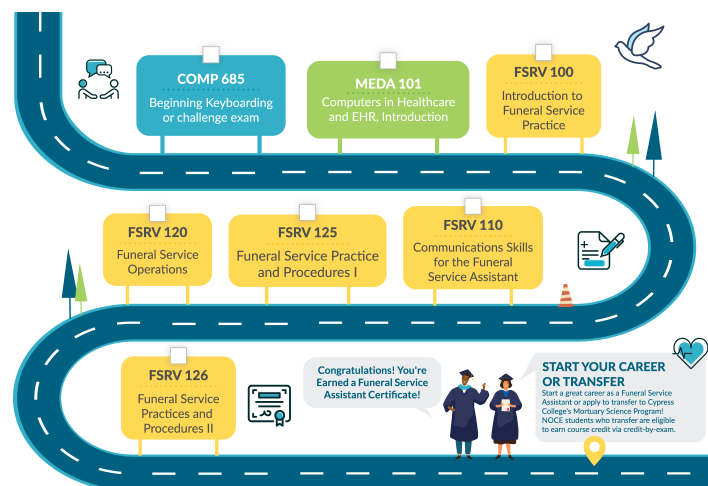 COMP 685
Beginning Keyboarding
or challenge exam
MEDA 101
Computers in Healthcare
and EHR, Introduction
FSRV 100
Introduction to
Funeral Service
Practice
FSRV 120
Funeral Service
Operations
FSRV 125
Funeral Service Practice
and Procedures I
FSRV 110
Communications Skills
for the Funeral
Service Assistant
FSRV 126
Funeral Service
Practices and
Procedures II
Congratulations! You're
Earned a Funeral Service
Assistant Certificate!
START YOUR CAREER
OR TRANSFER
Start a great career as a Funeral Service
Assistant or apply to transfer to Cypress
College's Mortuary Science Program!
NOCE students who transfer are eligible
to earn course credit via credit-by-exam.